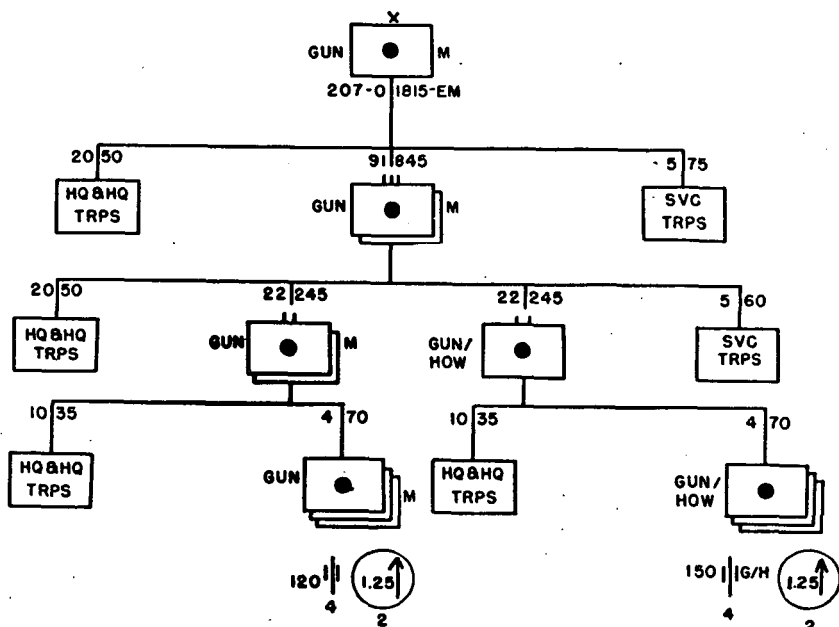 X
GUN M
207-0 1815-EM
20 50
91 845
5 75
HQ & HQ
TRPS
GUN M
SVC
TRPS
20 50
22 245
22 245
5 60
HQ & HQ
TRPS
GUN M
GUN/
HOW
SVC
TRPS
10 35
4 70
10 35
4 70
HQ & HQ
TRPS
GUN M
HQ & HQ
TRPS
GUN/
HOW
120
4
1.25
2
150 G/H
4
1.25
2